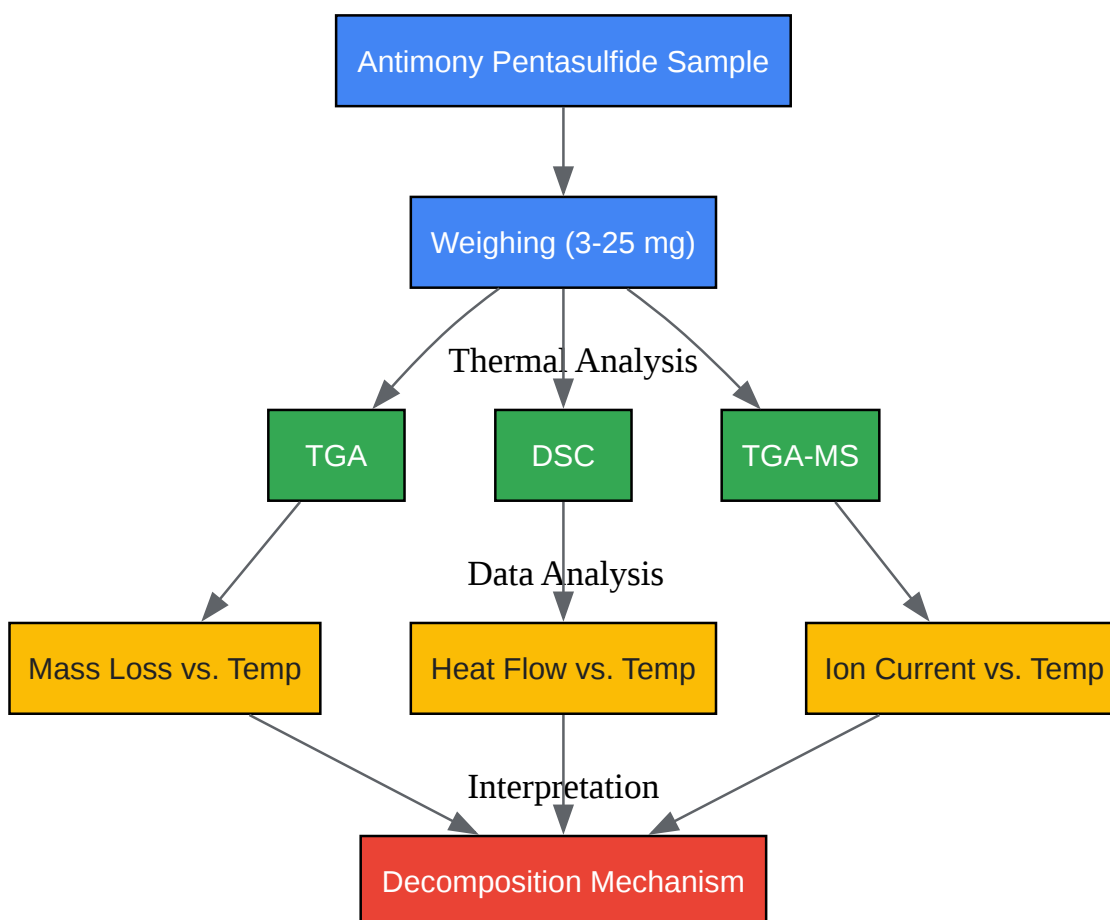 Antimony Pentasulfide Sample
Weighing (3-25 mg)
Thermal Analysis
TGA
DSC
TGA-MS
Data Analysis
Mass Loss vs. Temp
Heat Flow vs. Temp
Ion Current vs. Temp
Interpretation
Decomposition Mechanism